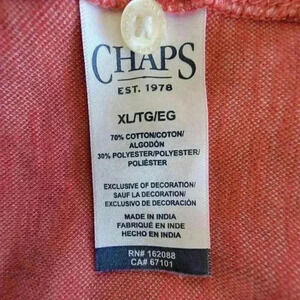 CHAPS
EST. 1978
XL/TG/EG
70% COTTON/COTON/
ALGODÓN
30% POLYESTER/POLYESTER/
POLIÉSTER
EXCLUSIVE OF DECORATION/
SAUF LA DECORATION/
EXCLUSIVO DE DECORACIÓN
MADE IN INDIA
FABRIQUÉ EN INDE
HECHO EN INDIA
RN# 162088
CA# 67101